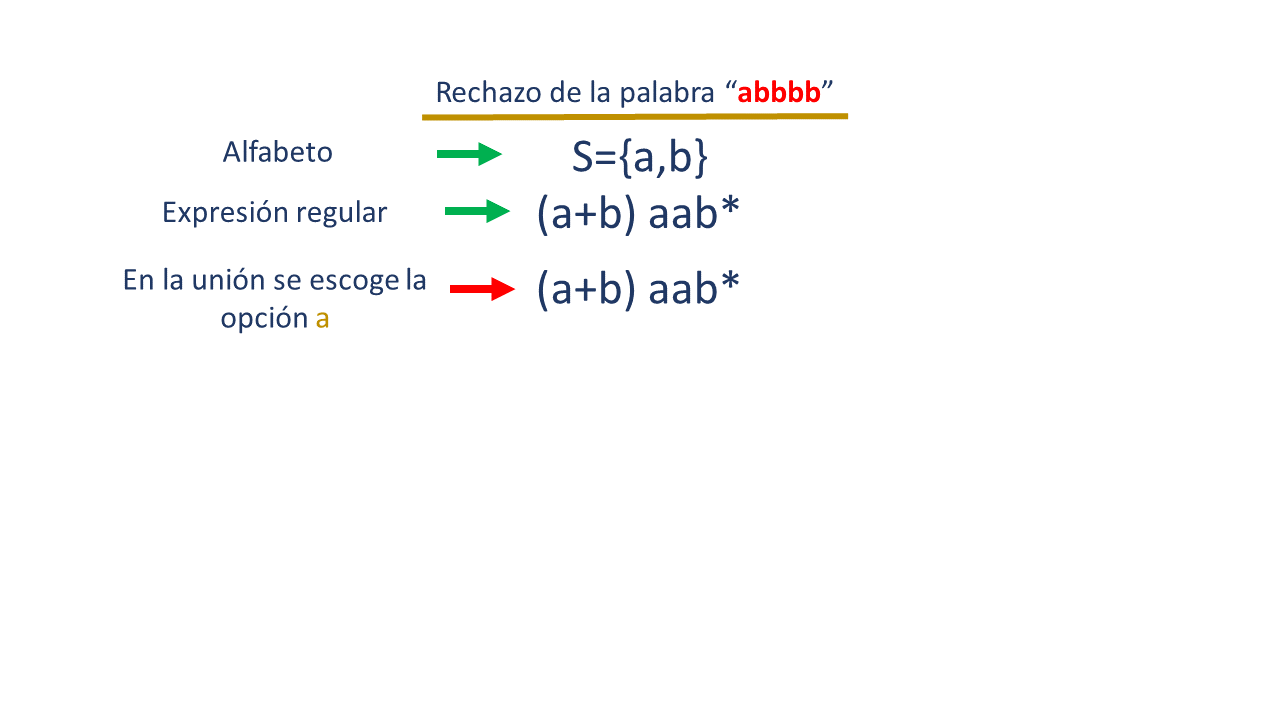 Rechazo de la palabra “abbbb”
Alfabeto
S={a,b}
Expresión regular
(a+b) aab*
En la unión se escoge la
opción a
(a+b) aab*